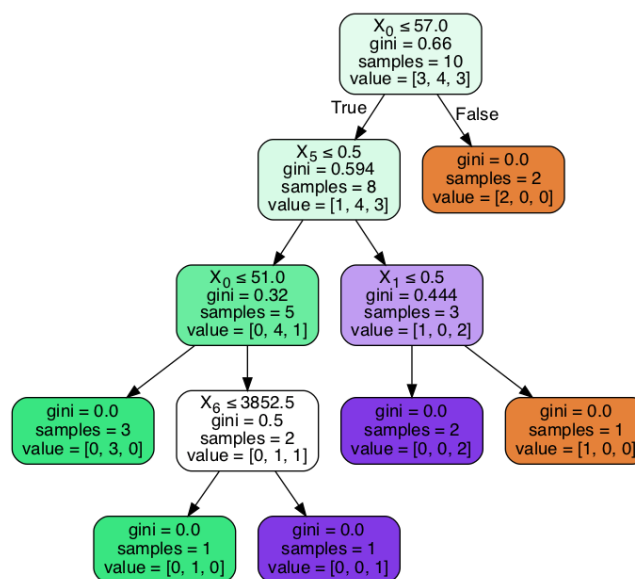 X0 ≤ 57.0
gini = 0.66
samples = 10
value = [3, 4, 3]
True
False
X5 ≤ 0.5
gini = 0.594
samples = 8
value = [1, 4, 3]
gini = 0.0
samples = 2
value = [2, 0, 0]
X0 ≤ 51.0
gini = 0.32
samples = 5
value = [0, 4, 1]
X1 ≤ 0.5
gini = 0.444
samples = 3
value = [1, 0, 2]
gini = 0.0
samples = 3
value = [0, 3, 0]
X6 ≤ 3852.5
gini = 0.5
samples = 2
value = [0, 1, 1]
gini = 0.0
samples = 2
value = [0, 0, 2]
gini = 0.0
samples = 1
value = [1, 0, 0]
gini = 0.0
samples = 1
value = [0, 1, 0]
gini = 0.0
samples = 1
value = [0, 0, 1]